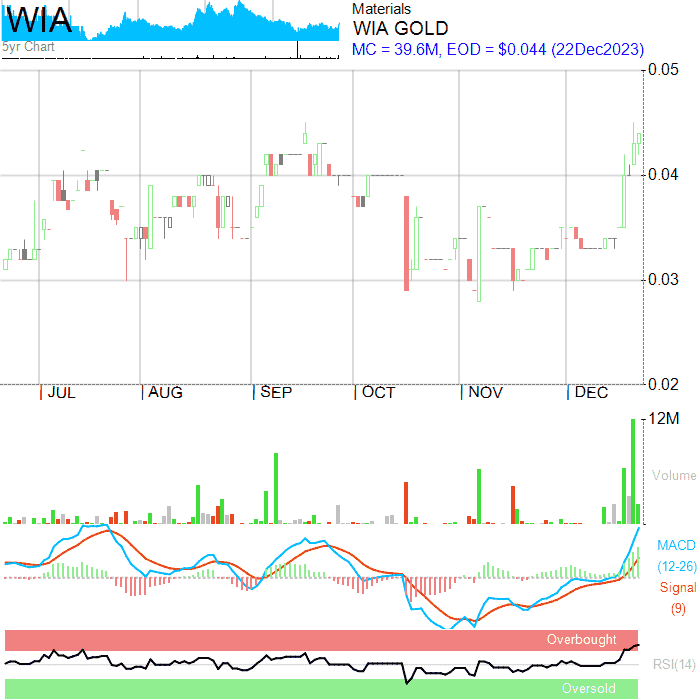 WIA
5yr Chart
Materials
WIA GOLD
MC = 39.6M, EOD = $0.044 (22Dec2023)
0.05
0.04
0.03
0.02
JUL AUG SEP OCT NOV DEC
12M
Volume
MACD
(12-26)
Signal
(9)
Overbought
RSI(14)
Oversold